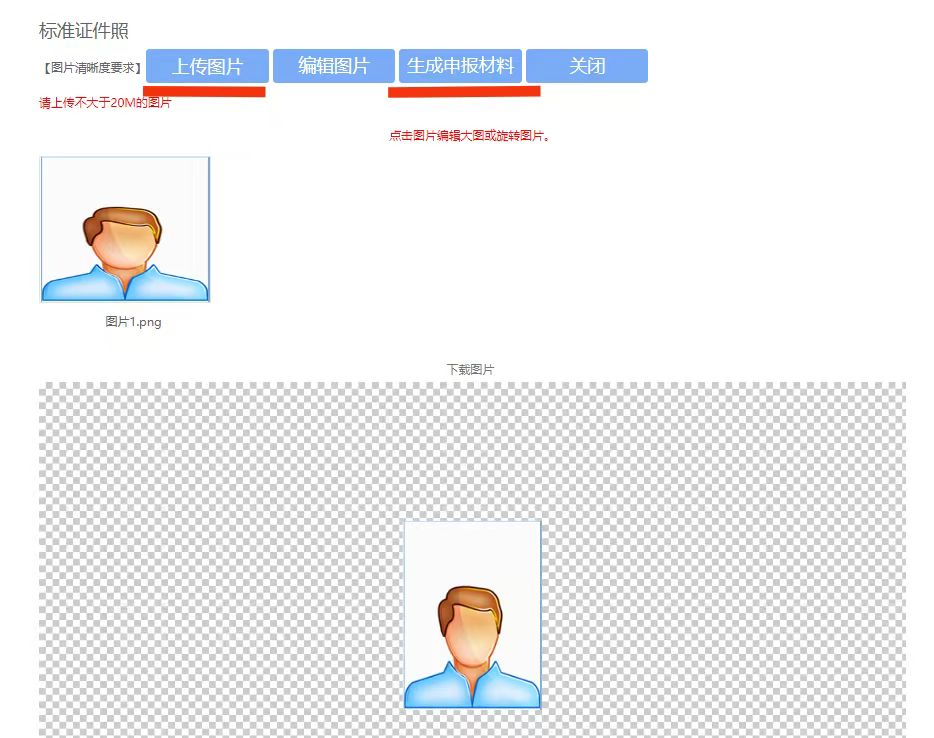 标准证件照
【图片清晰度要求】 上传图片 编辑图片 生成申报材料 关闭
请上传不大于20M的图片
点击图片编辑大图或旋转图片。
图片1.png
下载图片